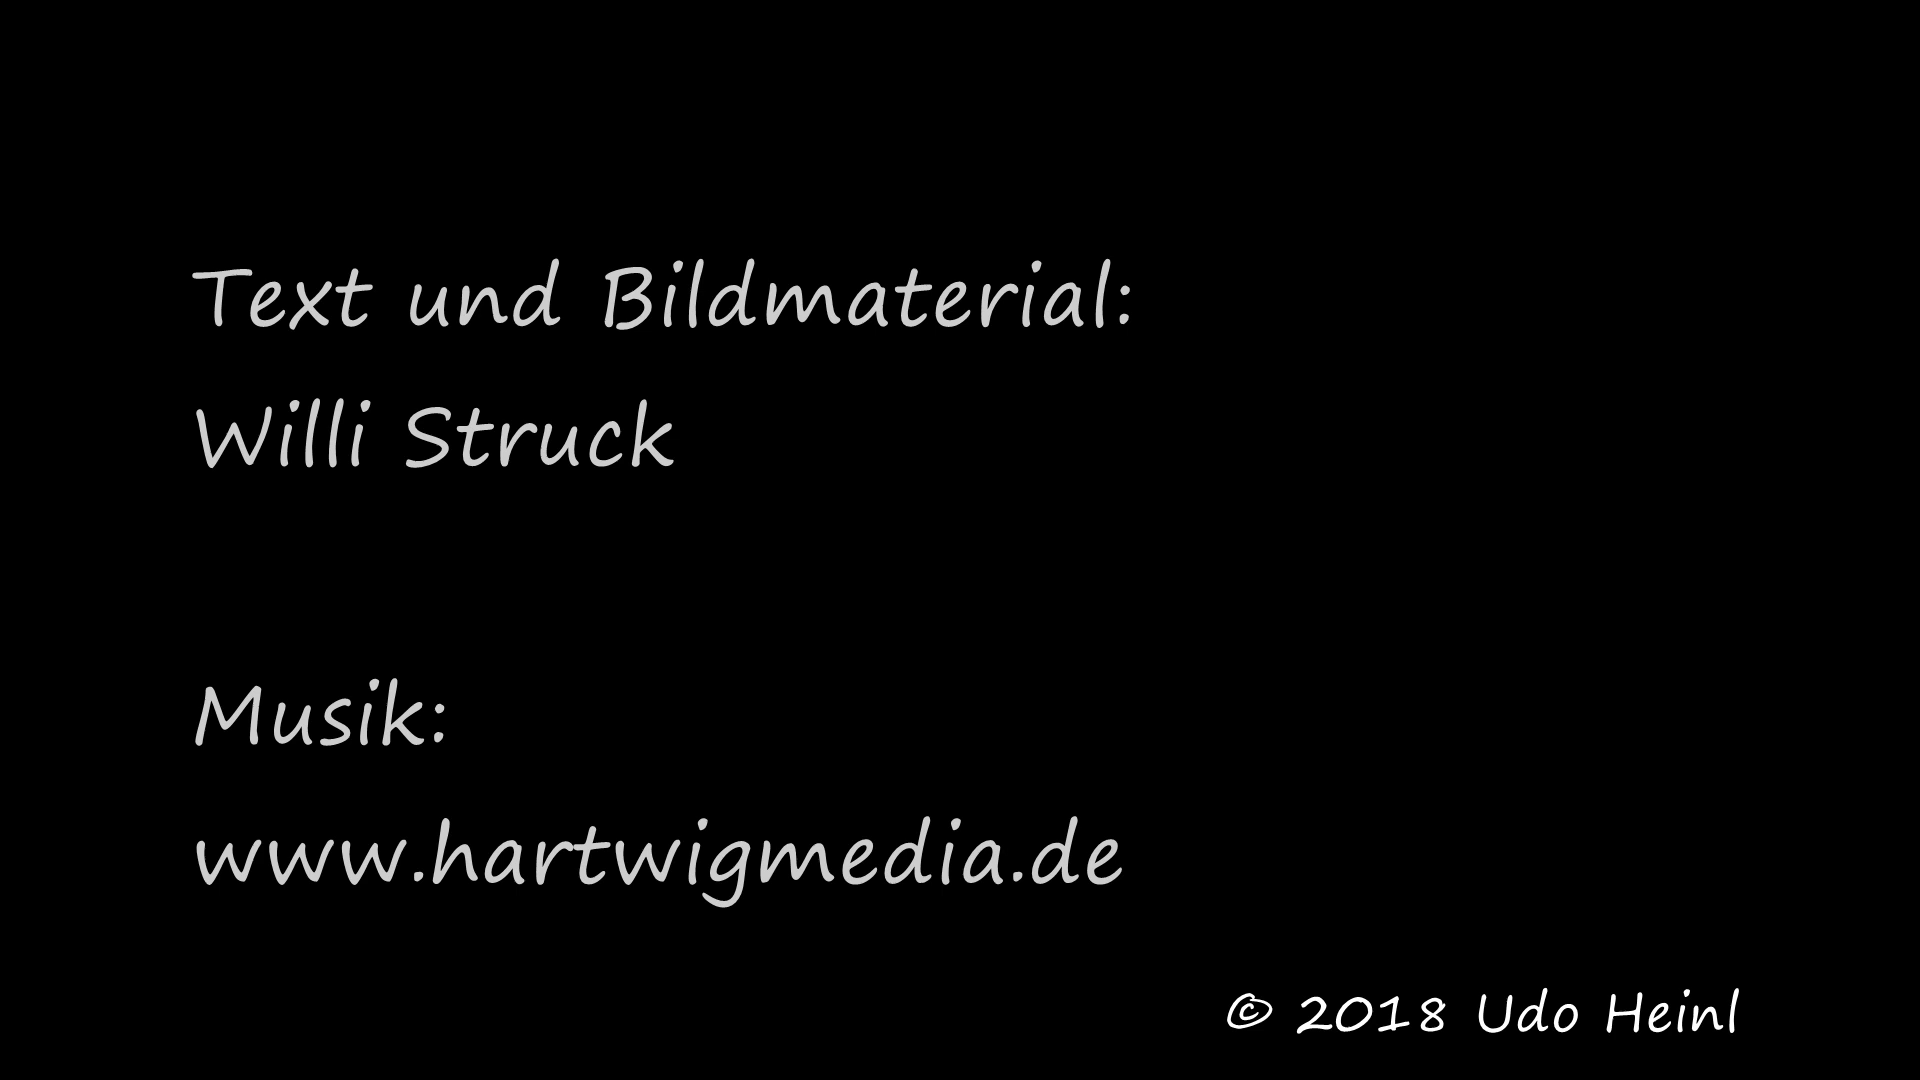 Text und Bildmaterial:
Willi Struck
Musik:
www.hartwigmedia.de
© 2018 Udo Heinl